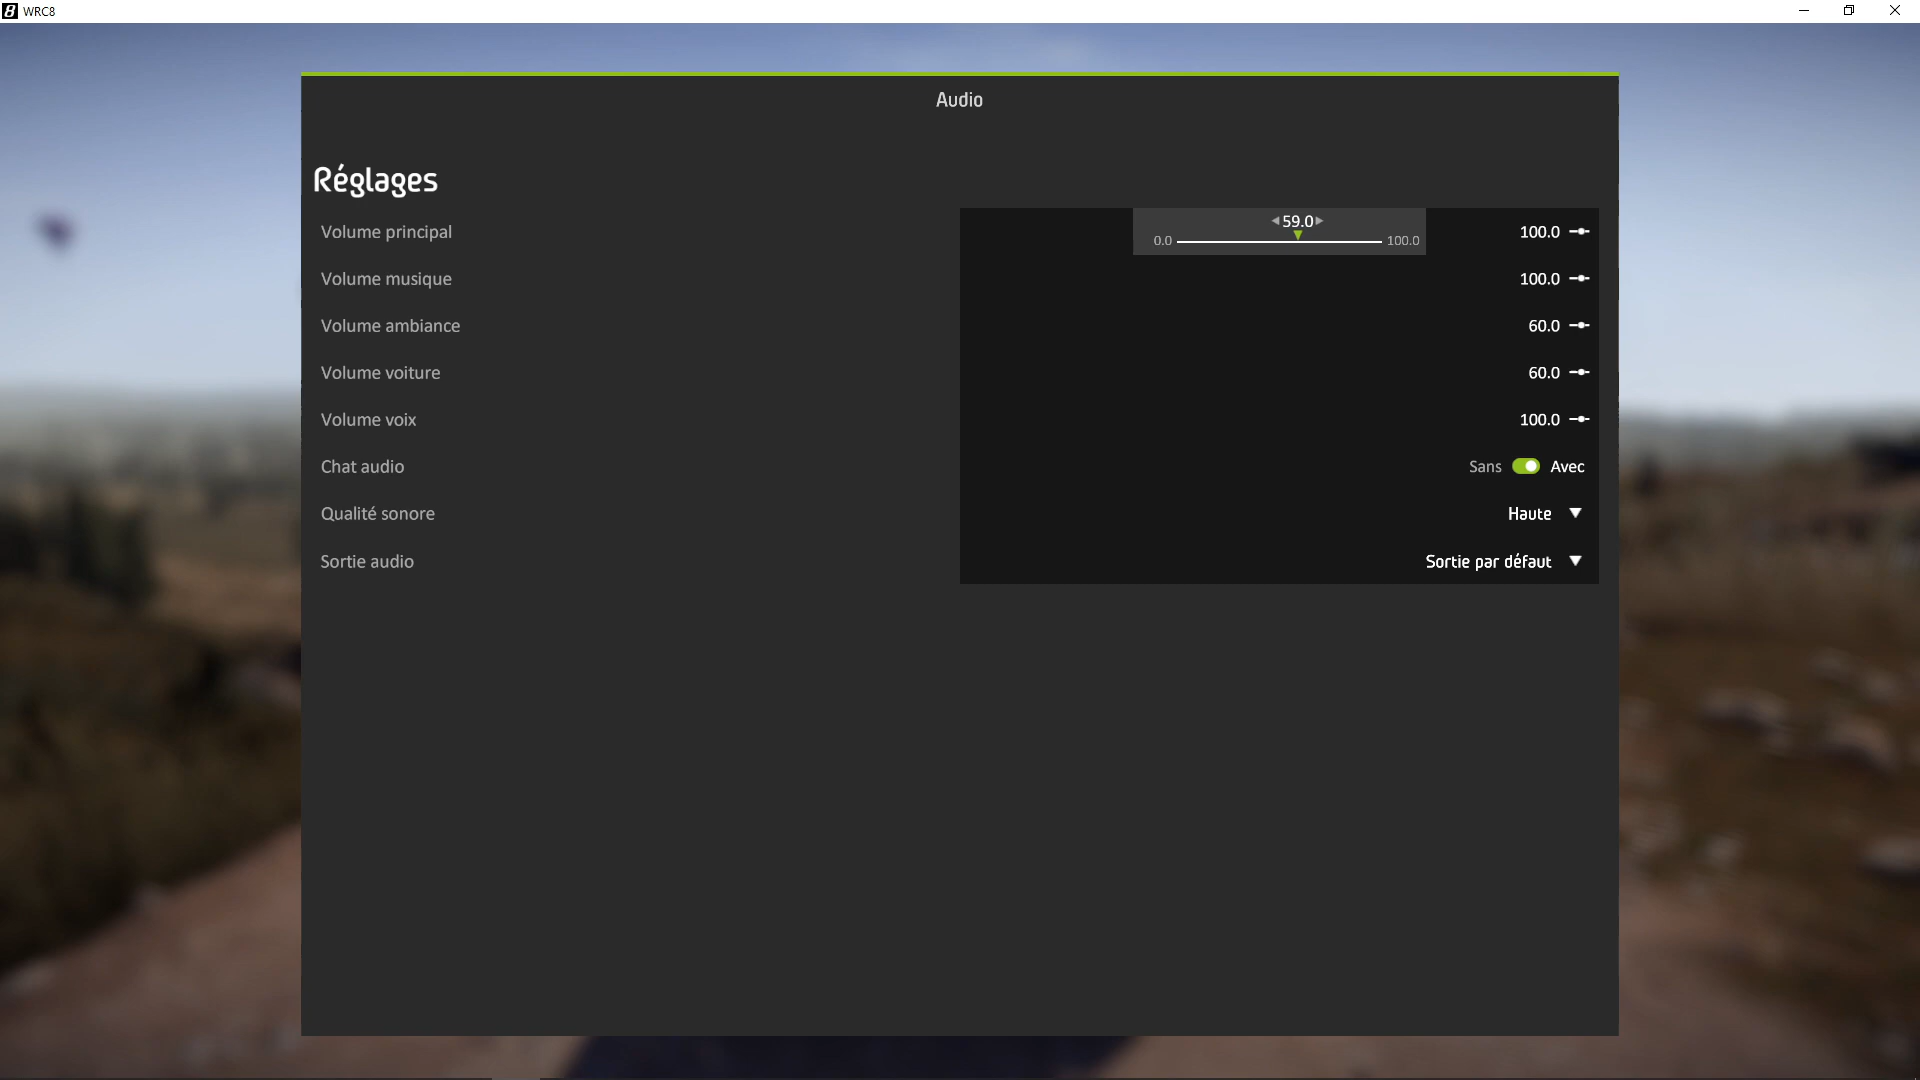 8 WRC8
Audio
Réglages
Volume principal
59.0
0.0 100.0
100.0
Volume musique 100.0
Volume ambiance 60.0
Volume voiture 60.0
Volume voix 100.0
Chat audio Sans Avec
Qualité sonore Haute
Sortie audio Sortie par défaut